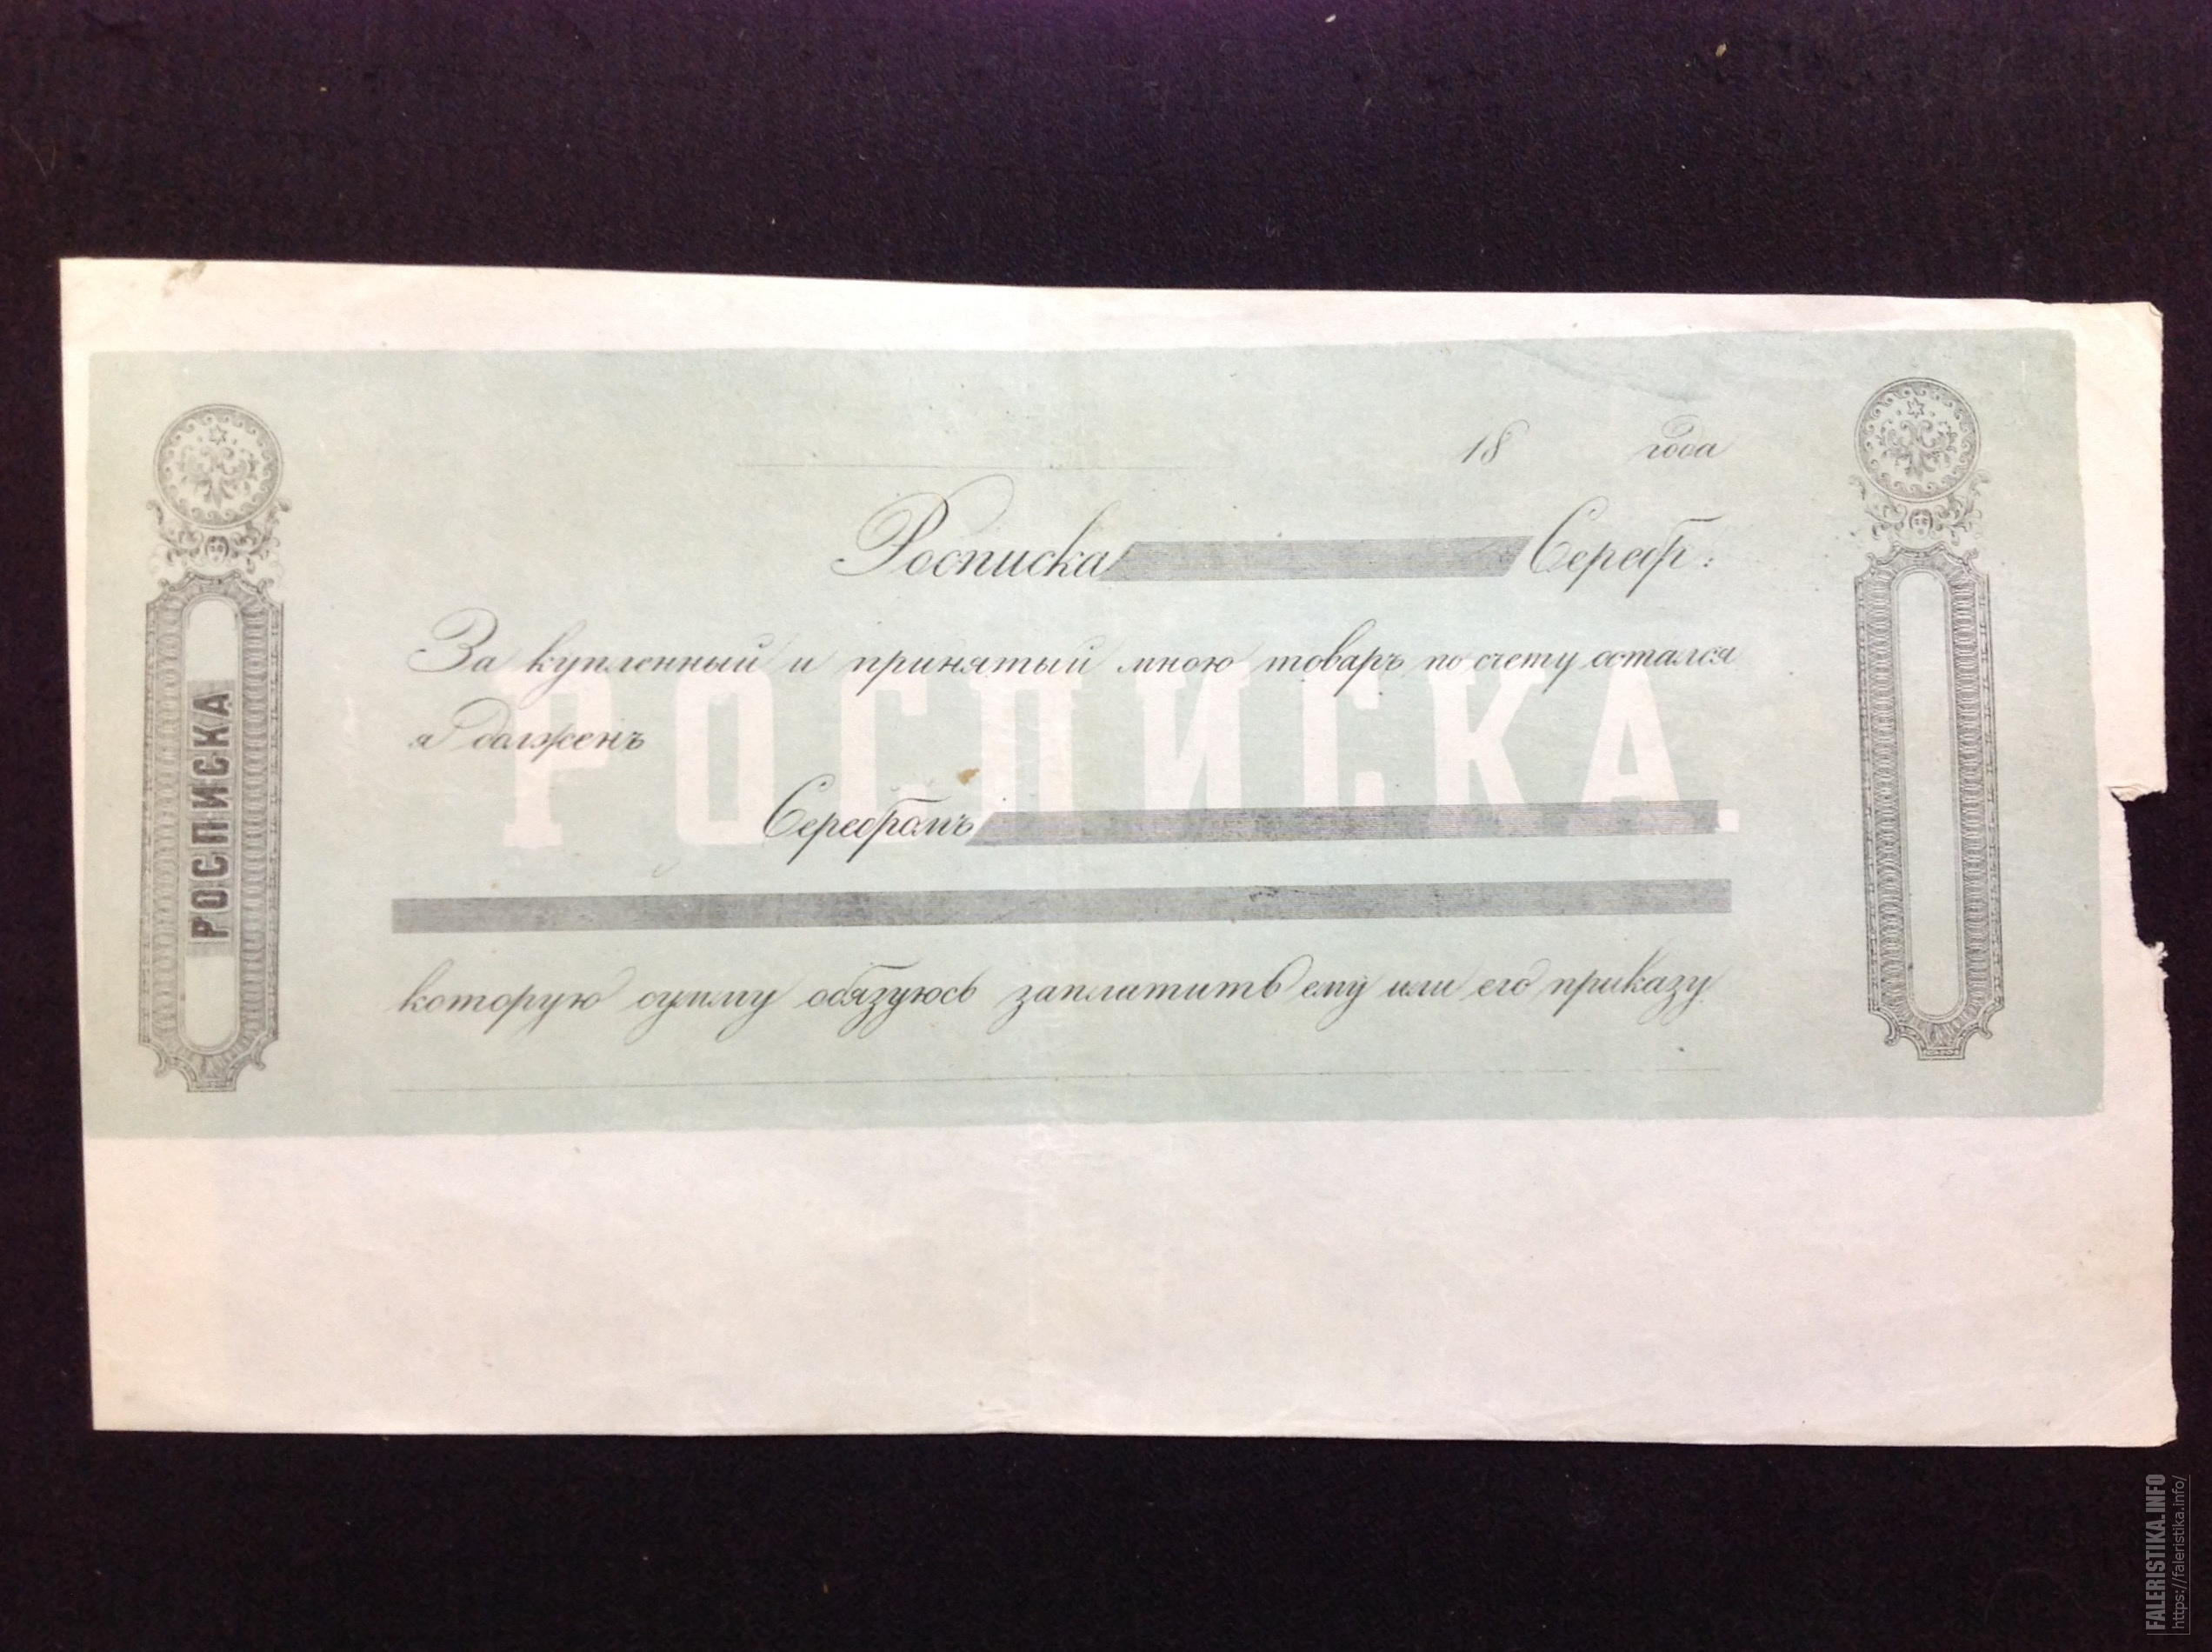 18 года
Росписка Серебр:
За купленный и принятый мною товаръ по счету остался
я долженъ
РОСПИСКА.
Серебромъ
которую сумму обязуюсь заплатить ему или его приказу
РОСПИСКА
FALERISTIKA.INFO
https://faleristika.info/